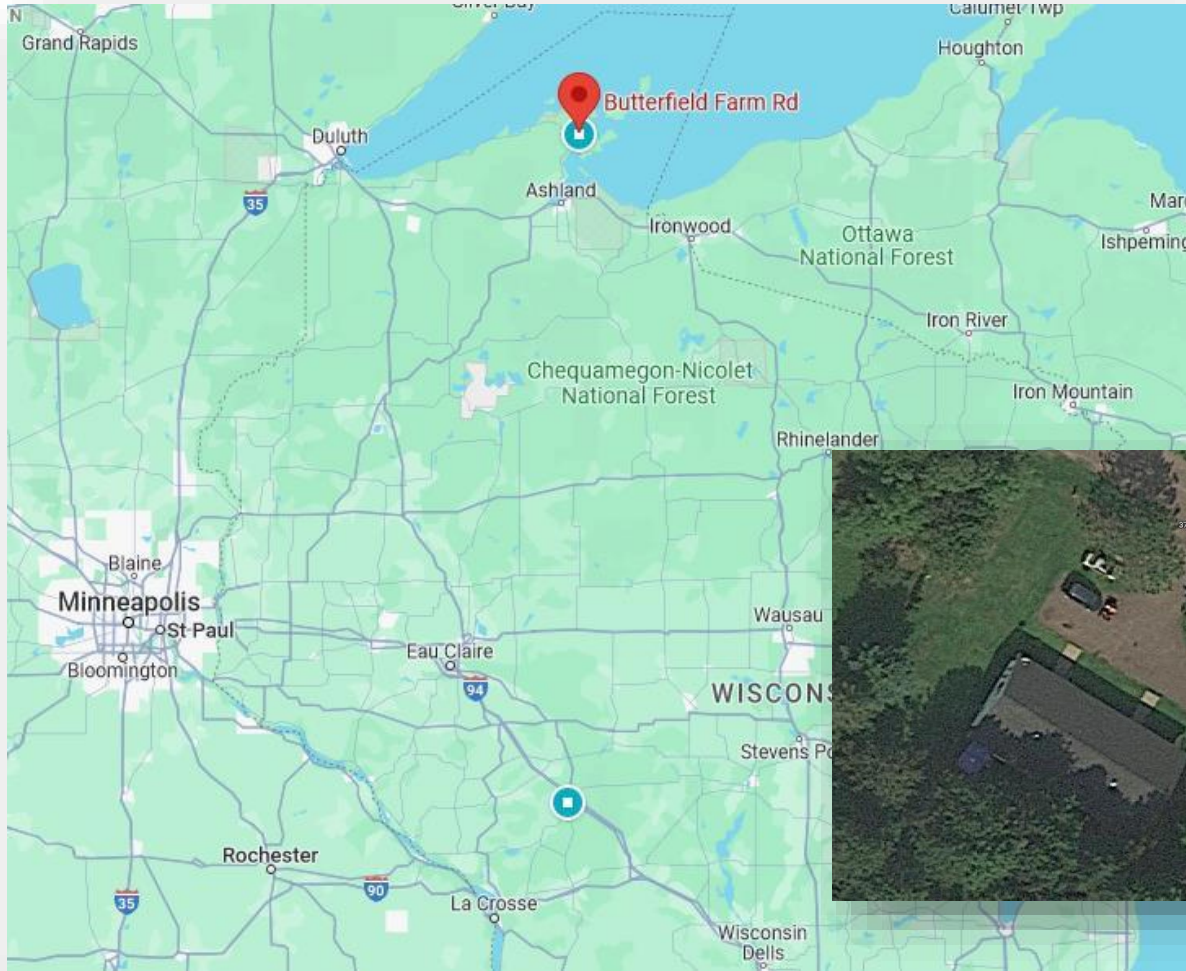 N
Grand Rapids
Houghton
Butterfield Farm Rd
Duluth
Ashland
35
Ironwood
Ottawa
National Forest
Ishpeming
Iron River
Chequamegon-Nicolet
National Forest
Iron Mountain
Rhinelander
Blaine
Minneapolis
St Paul
Wausau
Eau Claire
Bloomington
94
WISCONS
Stevens Po
Rochester
90
35
La Crosse
Wisconsin
Dells